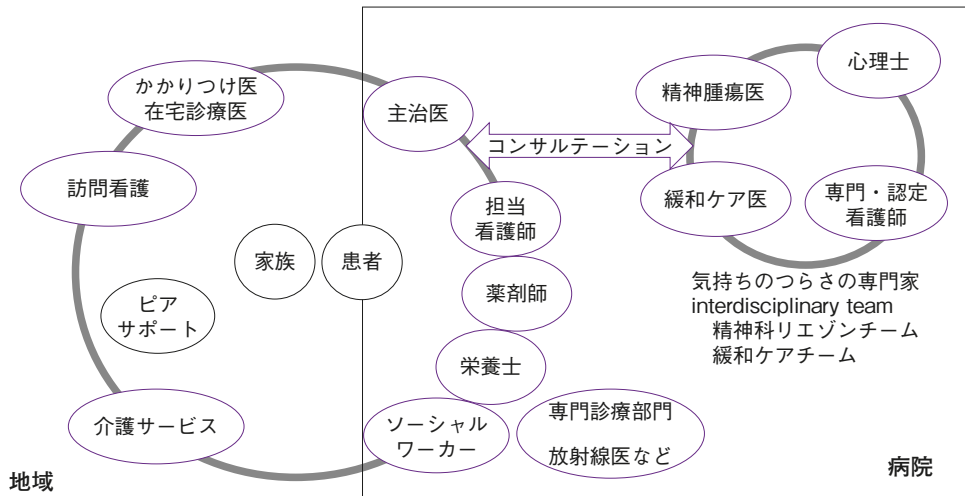 かかりつけ医
在宅診療医
主治医
精神腫瘍医
心理士
コンサルテーション
訪問看護
緩和ケア医
専門・認定
看護師
担当
看護師
家族
患者
気持ちのつらさの専門家
interdisciplinary team
精神科リエゾンチーム
緩和ケアチーム
薬剤師
ピア
サポート
栄養士
介護サービス
ソーシャル
ワーカー
専門診療部門
放射線医など
地域
病院